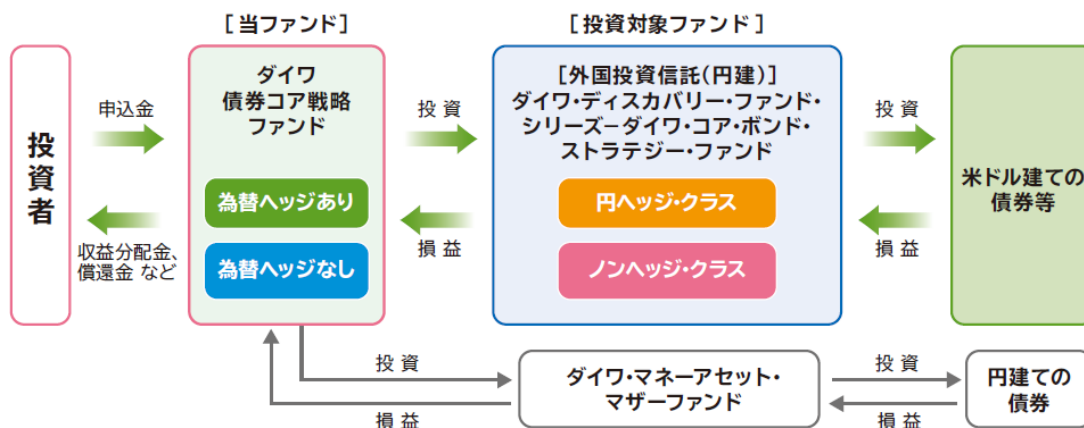 [当ファンド]
[投資対象ファンド]
投資者
申込金
収益分配金、
償還金 など
ダイワ
債券コア戦略
ファンド
為替ヘッジあり
為替ヘッジなし
投 資
損 益
[外国投資信託(円建)]
ダイワ・ディスカバリー・ファンド・
シリーズ−ダイワ・コア・ボンド・
ストラテジー・ファンド
円ヘッジ・クラス
ノンヘッジ・クラス
投 資
損 益
米ドル建ての
債券等
投 資
損 益
ダイワ・マネーアセット・
マザーファンド
投 資
損 益
円建ての
債券